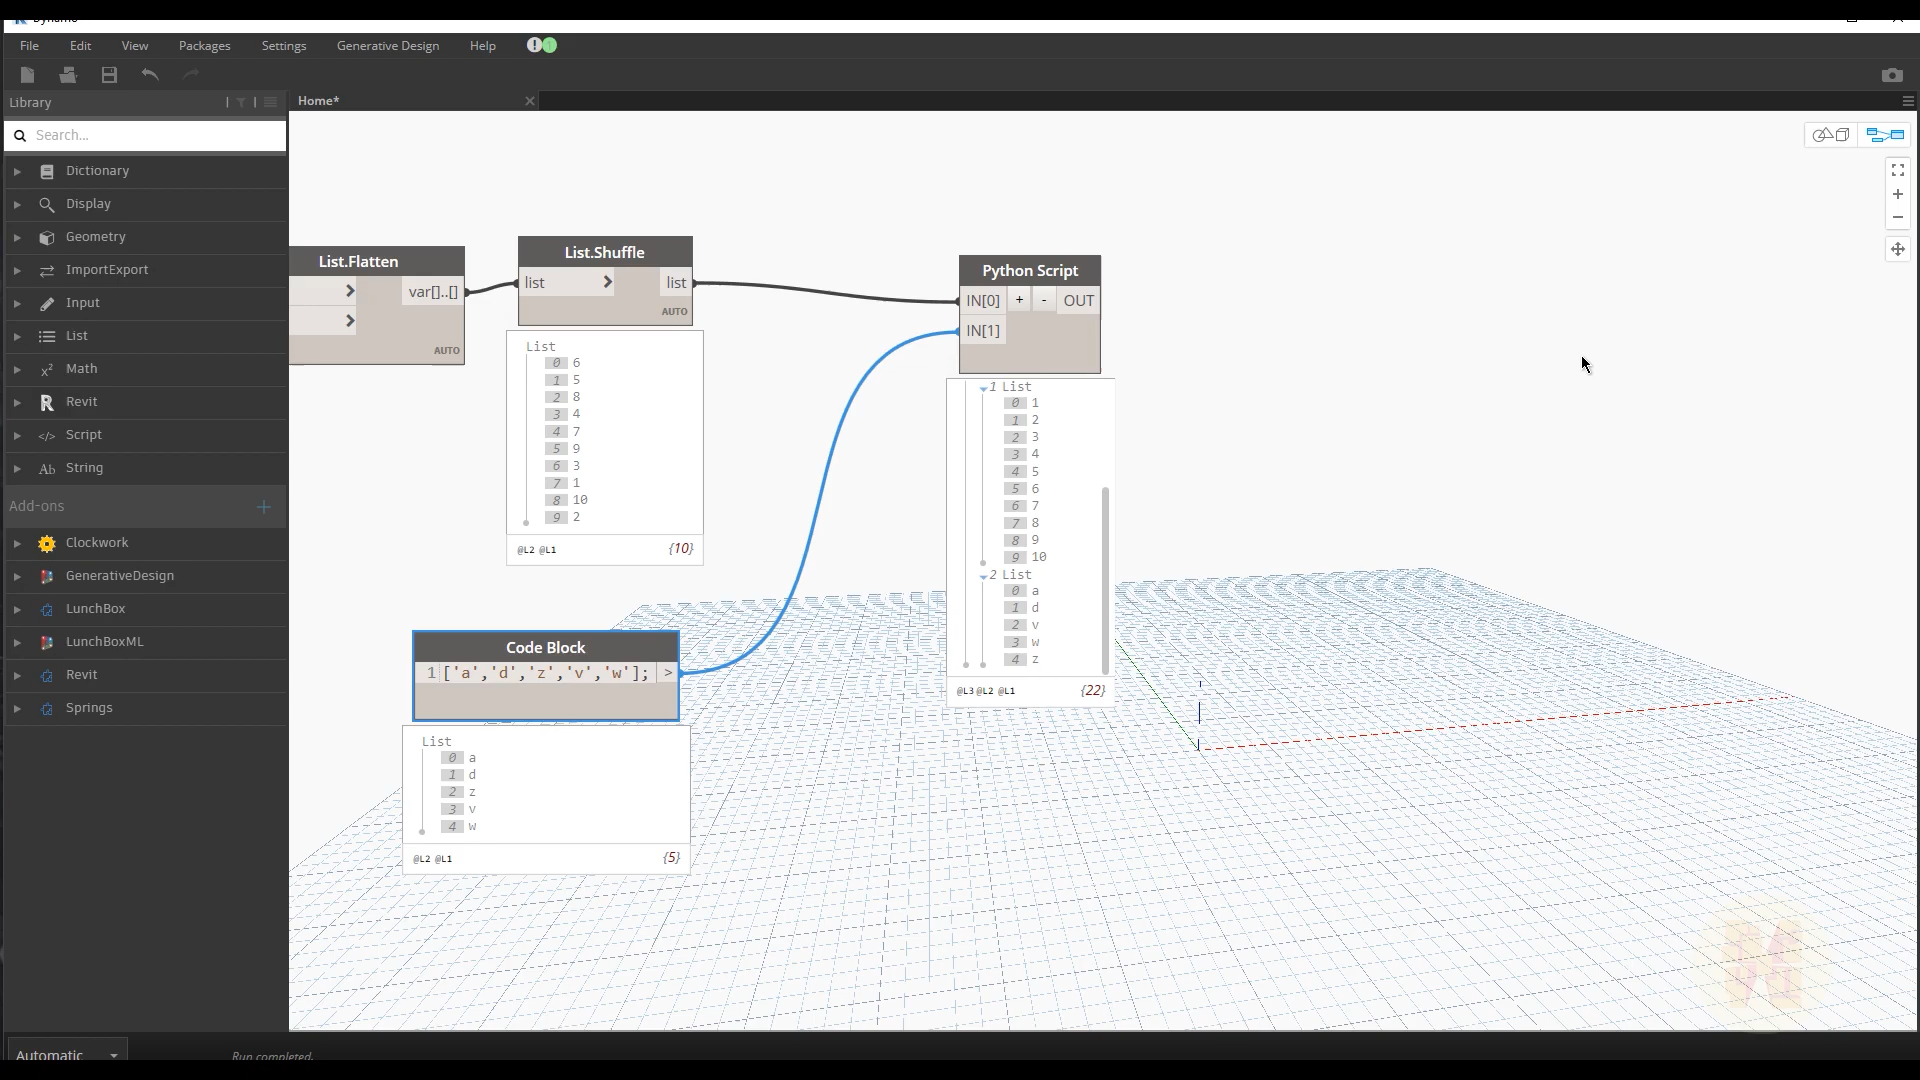 Dynamo
File Edit View Packages Settings Generative Design Help
Library
Home*
Search...
Dictionary
Display
Geometry
ImportExport
Input
List
Math
Revit
Script
String
Add-ons
Clockwork
GenerativeDesign
LunchBox
LunchBoxML
Revit
Springs
List.Flatten
var[]..[]
AUTO
List.Shuffle
list > list
AUTO
List
0 6
1 5
2 8
3 4
4 7
5 9
6 3
7 1
8 10
9 2
@L2 @L1 {10}
Code Block
1 ['a','d','z','v','w']; >
List
0 a
1 d
2 z
3 v
4 w
@L2 @L1 {5}
Python Script
IN[0] + - OUT
IN[1]
1 List
0 1
1 2
2 3
3 4
4 5
5 6
6 7
7 8
8 9
9 10
2 List
0 a
1 d
2 v
3 w
4 z
@L3 @L2 @L1 {22}
Automatic
Run completed.